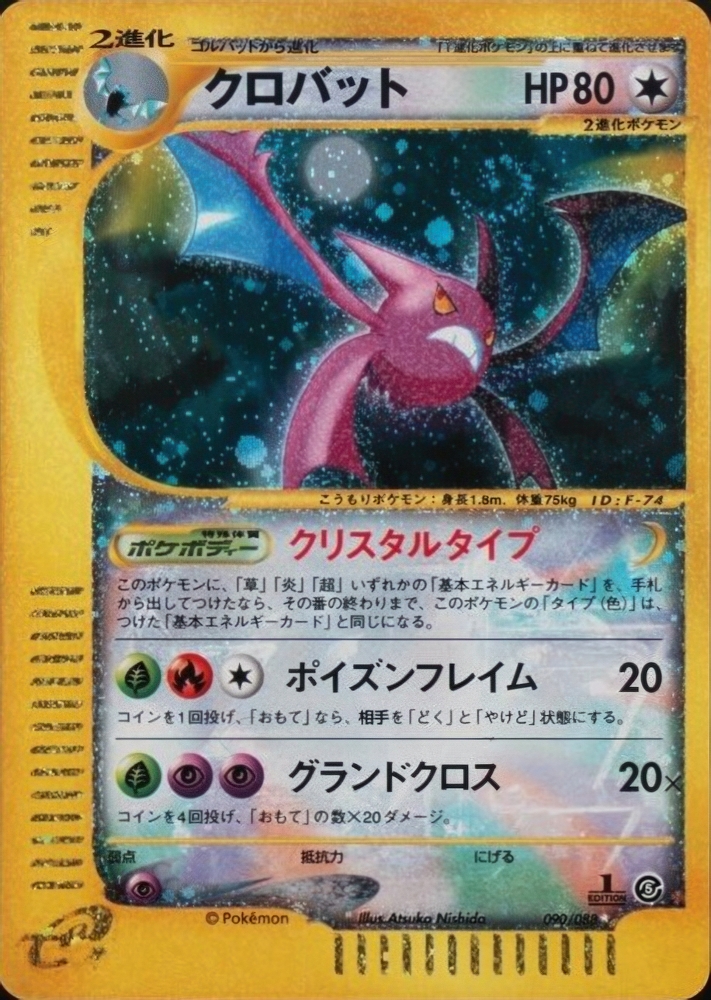 2進化 ゴルバットから進化 「1進化ポケモン」の上に重ねて進化させます
クロバット HP80
2進化ポケモン
こうもりポケモン：身長1.8m. 体重75kg ID:F-74
特殊体質
ポケボディー クリスタルタイプ
このポケモンに、「草」「炎」「超」いずれかの「基本エネルギーカード」を、手札
から出してつけたなら、その番の終わりまで、このポケモンの「タイプ（色）」は、
つけた「基本エネルギーカード」と同じになる。
ポイズンフレイム 20
コインを1回投げ、「おもて」なら、相手を「どく」と「やけど」状態にする。
グランドクロス 20×
コインを4回投げ、「おもて」の数×20ダメージ。
弱点 抵抗力 にげる
1
EDITION
5
© Pokémon Illus.Atsuko Nishida 090/088
e